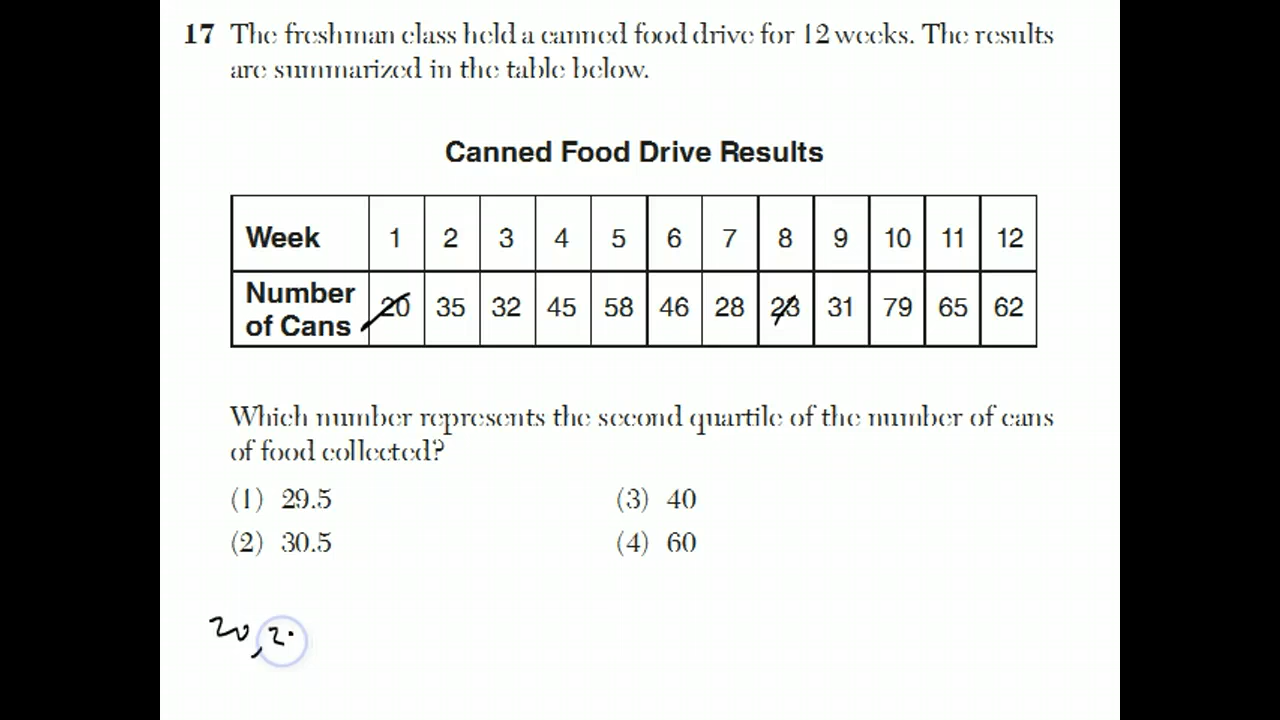 17 The freshman class held a canned food drive for 12 weeks. The results
are summarized in the table below.
Canned Food Drive Results
Week 1 2 3 4 5 6 7 8 9 10 11 12
Number
of Cans 20 35 32 45 58 46 28 23 31 79 65 62
Which number represents the second quartile of the number of cans
of food collected?
(1) 29.5 (3) 40
(2) 30.5 (4) 60
20, 2